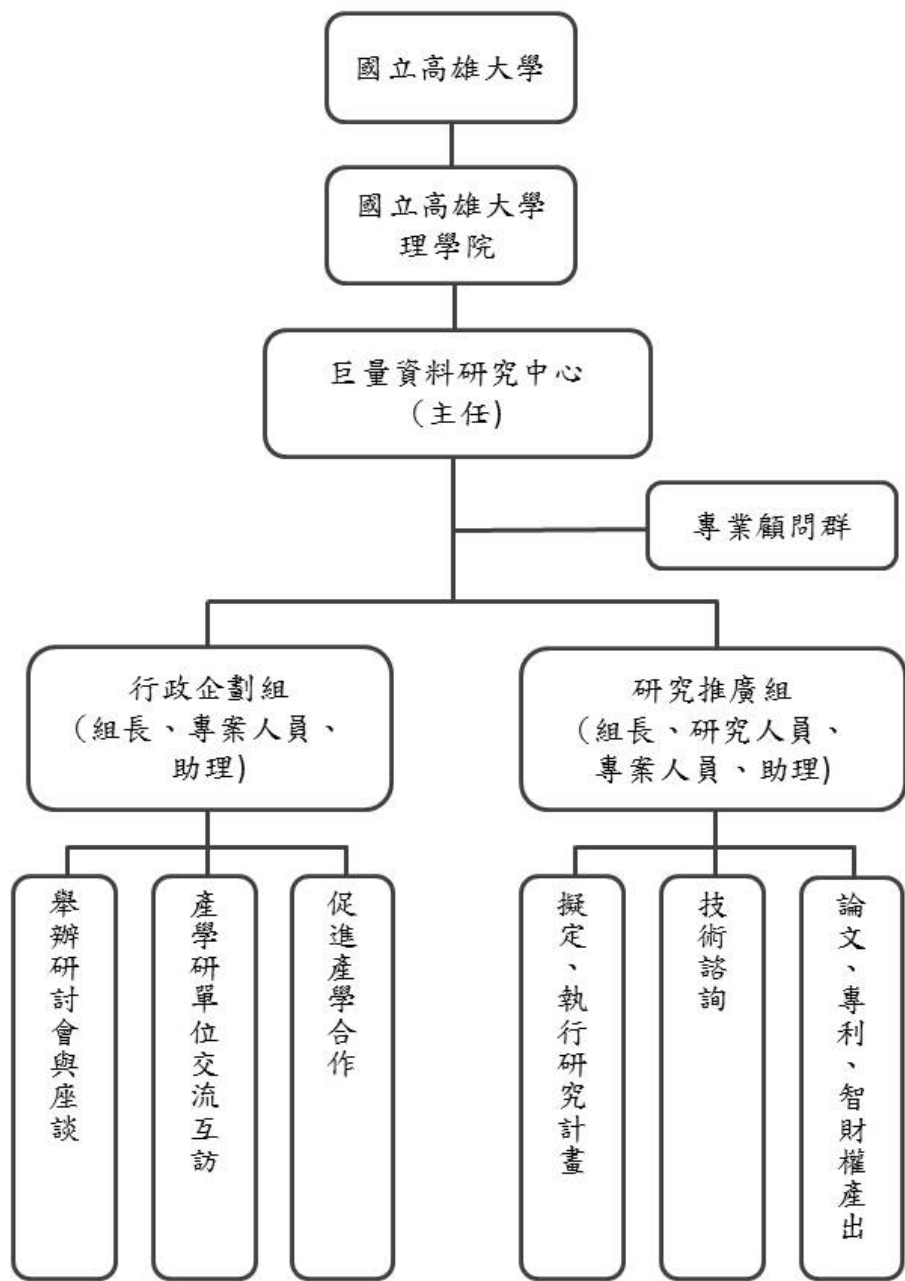 國立高雄大學
國立高雄大學
理學院
巨量資料研究中心
(主任)
專業顧問群
行政企劃組
(組長、專案人員、
助理)
研究推廣組
(組長、研究人員、
專案人員、助理)
舉辦研討會與座談
產學研單位交流互訪
促進產學合作
擬定、執行研究計畫
技術諮詢
論文、專利、智財權產出